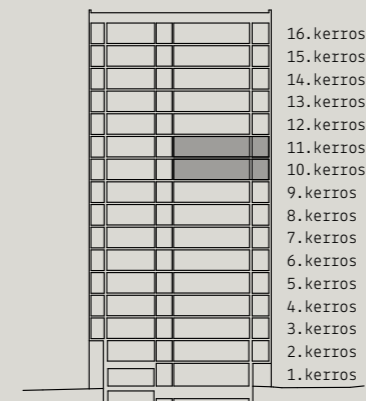 16.kerros
15.kerros
14.kerros
13.kerros
12.kerros
11.kerros
10.kerros
9.kerros
8.kerros
7.kerros
6.kerros
5.kerros
4.kerros
3.kerros
2.kerros
1.kerros